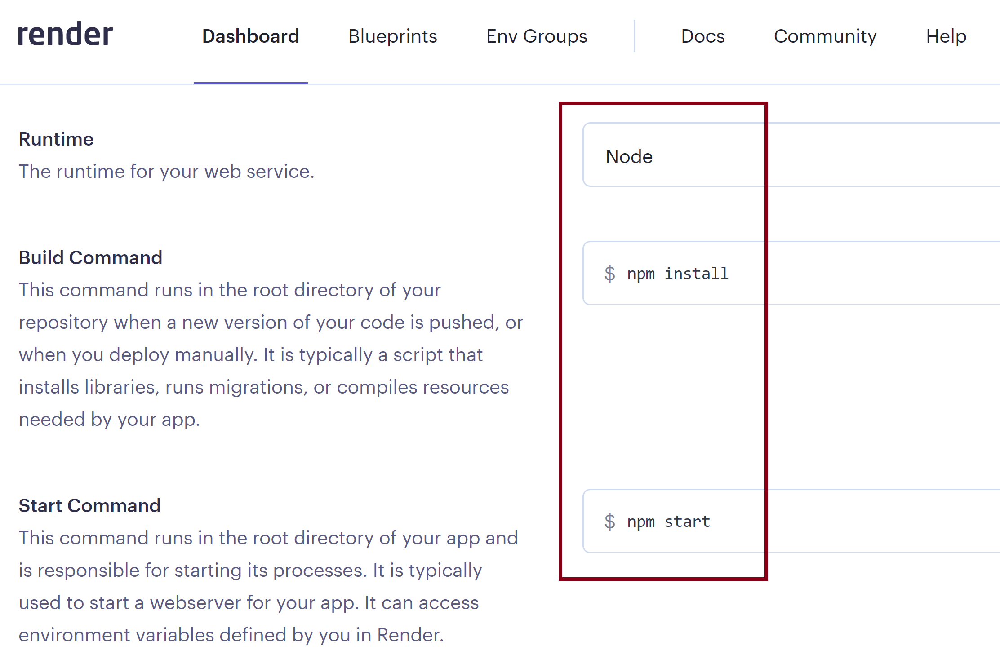 render Dashboard Blueprints Env Groups Docs Community Help
Runtime
The runtime for your web service.
Node
Build Command
This command runs in the root directory of your
repository when a new version of your code is pushed, or
when you deploy manually. It is typically a script that
installs libraries, runs migrations, or compiles resources
needed by your app.
$ npm install
Start Command
This command runs in the root directory of your app and
is responsible for starting its processes. It is typically
used to start a webserver for your app. It can access
environment variables defined by you in Render.
$ npm start